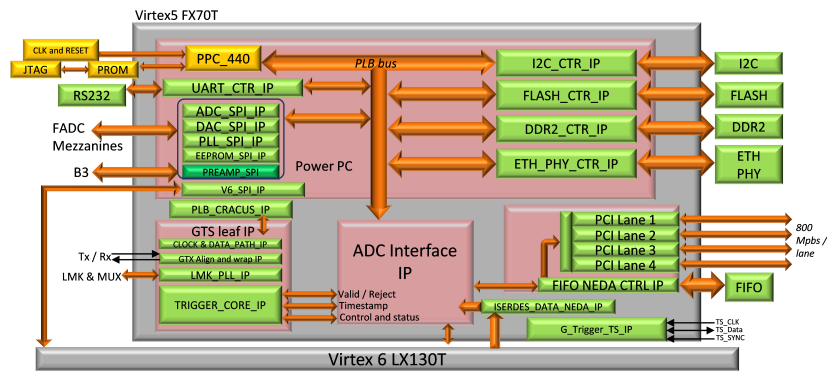 Virtex5 FX70T
CLK and RESET
JTAG
PROM
PPC_440
PLB bus
I2C_CTR_IP
I2C
RS232
UART_CTR_IP
FLASH_CTR_IP
FLASH
FADC
Mezzanines
ADC_SPI_IP
DAC_SPI_IP
PLL_SPI_IP
EEPROM_SPI_IP
PREAMP_SPI
DDR2_CTR_IP
DDR2
Power PC
ETH_PHY_CTR_IP
ETH
PHY
B3
V6_SPI_IP
PLB_CRACUS_IP
GTS leaf IP
CLOCK & DATA_PATH_IP
Tx / Rx
GTX Align and wrap IP
LMK & MUX
LMK_PLL_IP
TRIGGER_CORE_IP
Valid / Reject
Timestamp
Control and status
ADC Interface
IP
PCI Lane 1
PCI Lane 2
PCI Lane 3
PCI Lane 4
800
Mpbs /
lane
FIFO NEDA CTRL IP
FIFO
ISERDES_DATA_NEDA_IP
G_Trigger_TS_IP
TS_CLK
TS_Data
TS_SYNC
Virtex 6 LX130T